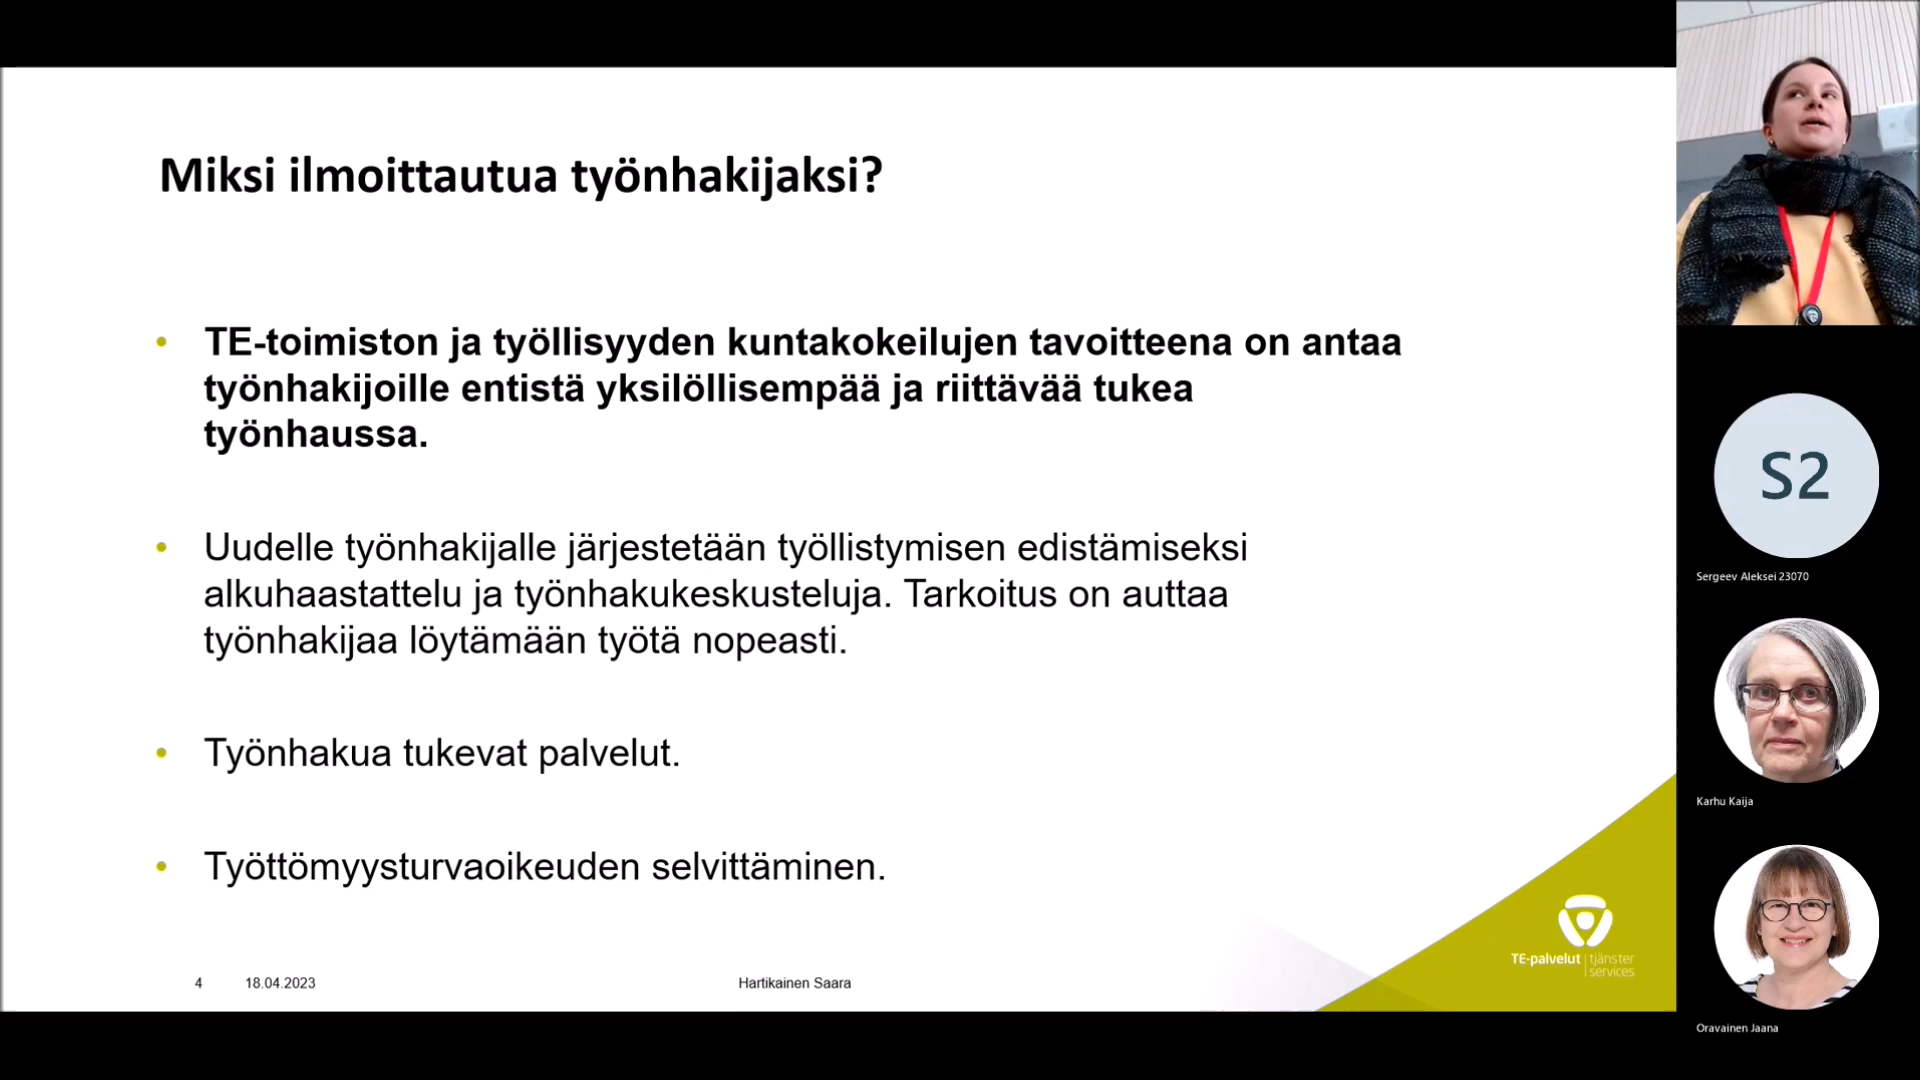 Miksi ilmoittautua työnhakijaksi?
• TE-toimiston ja työllisyyden kuntakokeilujen tavoitteena on antaa
työnhakijoille entistä yksilöllisempää ja riittävää tukea
työnhaussa.
• Uudelle työnhakijalle järjestetään työllistymisen edistämiseksi
alkuhaastattelu ja työnhakukeskusteluja. Tarkoitus on auttaa
työnhakijaa löytämään työtä nopeasti.
• Työnhakua tukevat palvelut.
• Työttömyysturvaoikeuden selvittäminen.
4 18.04.2023 Hartikainen Saara
TE-palvelut tjänster
services
S2
Sergeev Aleksei 23070
Karhu Kaija
Oravainen Jaana